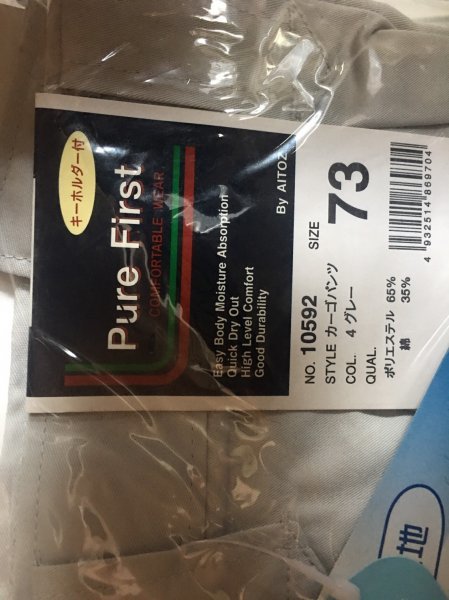 キーホルダー付
Pure First
COMFORTABLE WEAR
Easy Body Moisture Absorption
Quick Dry Out
High Level Comfort
Good Durability
By AITOZ
NO. 10592
SIZE 73
STYLE カーゴパンツ
COL. 4 グレー
QUAL.
ポリエステル 65%
綿 35%
4 932514 869704
地